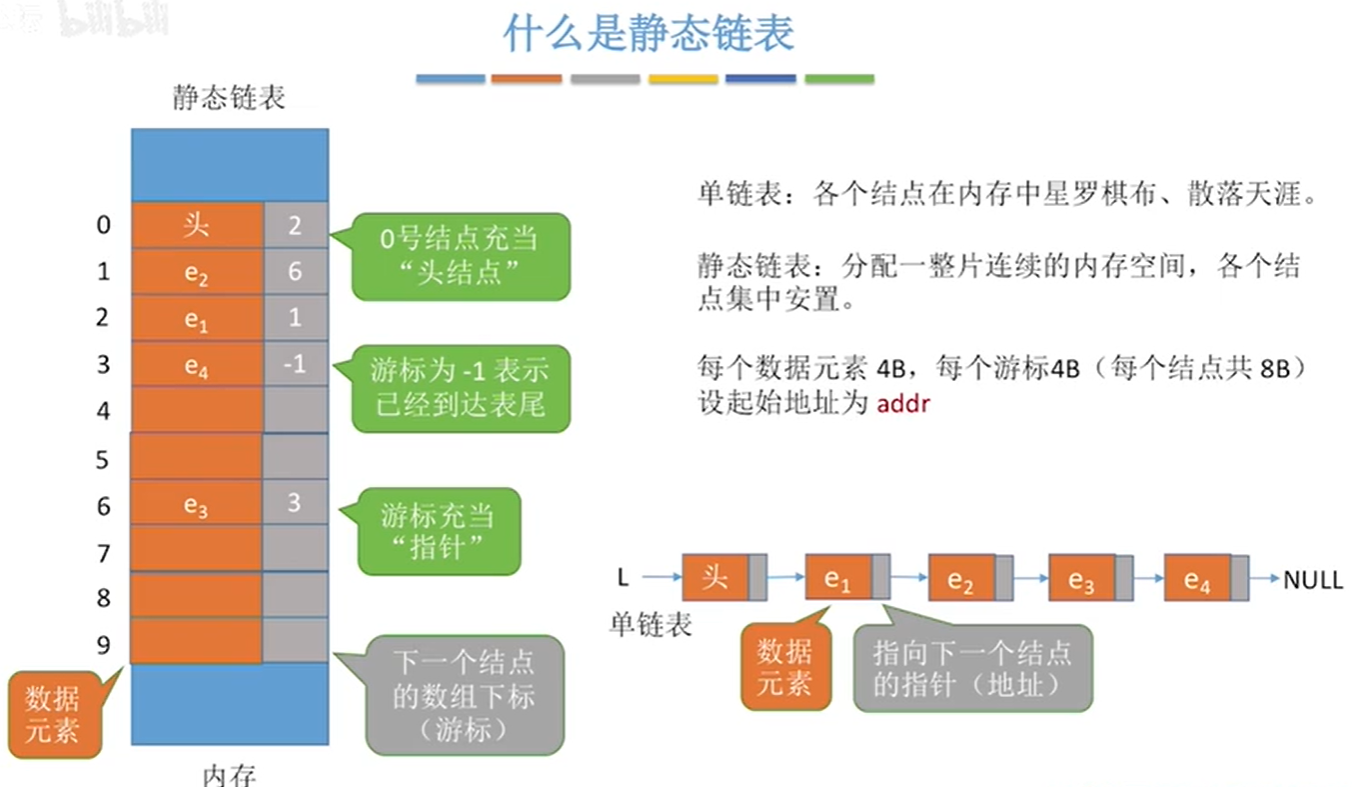 bilibili
什么是静态链表
静态链表
0 头 2
1 e₂ 6
2 e₁ 1
3 e₄ -1
4
5
6 e₃ 3
7
8
9
内存
0号结点充当
“头结点”
游标为 -1 表示
已经到达表尾
游标充当
“指针”
下一个结点
的数组下标
（游标）
数据
元素
单链表：各个结点在内存中星罗棋布、散落天涯。
静态链表：分配一整片连续的内存空间，各个结
点集中安置。
每个数据元素 4B，每个游标4B（每个结点共 8B）
设起始地址为 addr
L 头 e₁ e₂ e₃ e₄ NULL
单链表
数据
元素
指向下一个结点
的指针（地址）